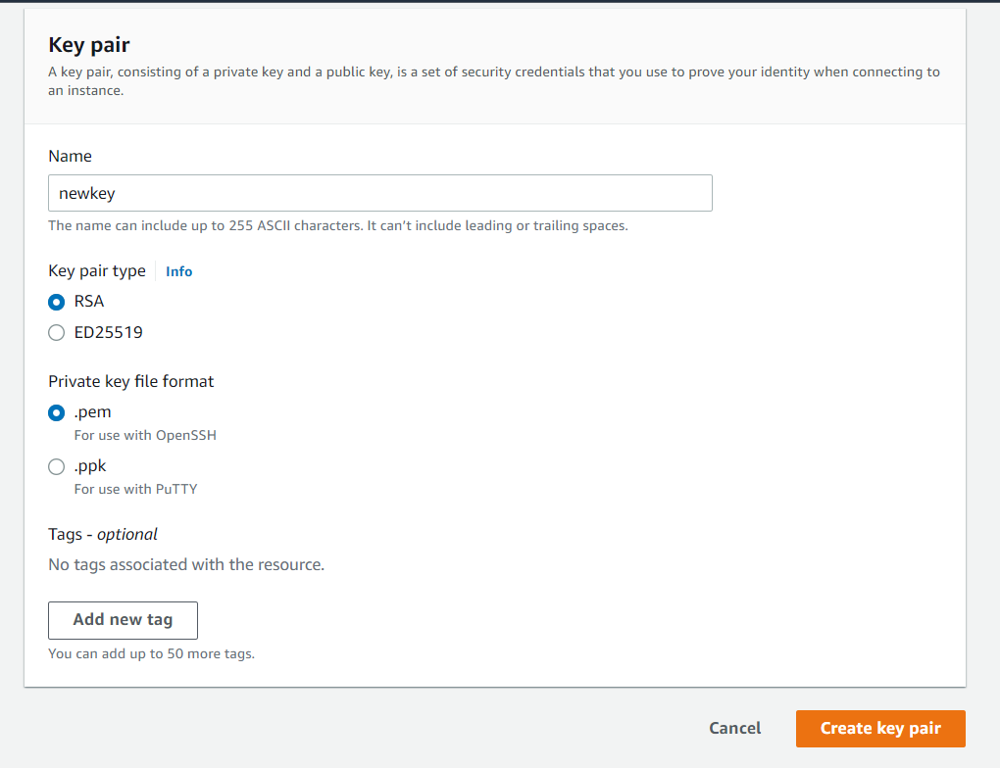 Key pair
A key pair, consisting of a private key and a public key, is a set of security credentials that you use to prove your identity when connecting to
an instance.
Name
newkey
The name can include up to 255 ASCII characters. It can't include leading or trailing spaces.
Key pair type Info
RSA
ED25519
Private key file format
.pem
For use with OpenSSH
.ppk
For use with PuTTY
Tags - optional
No tags associated with the resource.
Add new tag
You can add up to 50 more tags.
Cancel Create key pair